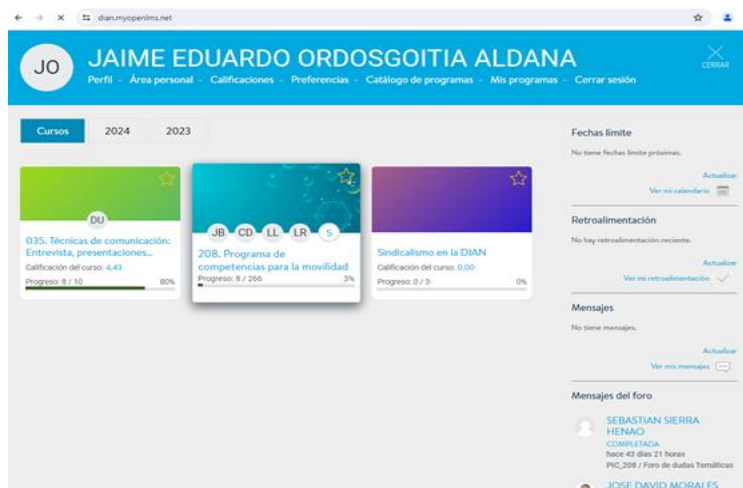 dian.myopenlms.net
JO
JAIME EDUARDO ORDOSGOITIA ALDANA
CERRAR
Perfil - Área personal - Calificaciones - Preferencias - Catálogo de programas - Mis programas - Cerrar sesión
Cursos
2024
2023
DU
035. Técnicas de comunicación:
Entrevista, presentaciones...
Calificación del curso: 4,43
Progreso: 8 / 10
80%
JB
CD
LL
LR
5
208. Programa de
competencias para la movilidad
Progreso: 8 / 266
3%
Sindicalismo en la DIAN
Calificación del curso: 0,00
Progreso: 0 / 3
0%
Fechas límite
No tiene fechas límite próximas.
Actualizar
Ver mi calendario
Retroalimentación
No hay retroalimentación reciente.
Actualizar
Ver mi retroalimentación
Mensajes
No tiene mensajes.
Actualizar
Ver mis mensajes
Mensajes del foro
SEBASTIAN SIERRA
HENAO
COMPLETADA
hace 43 días 21 horas
PIC_208 / Foro de dudas Temáticas
JOSE DAVID MORALES